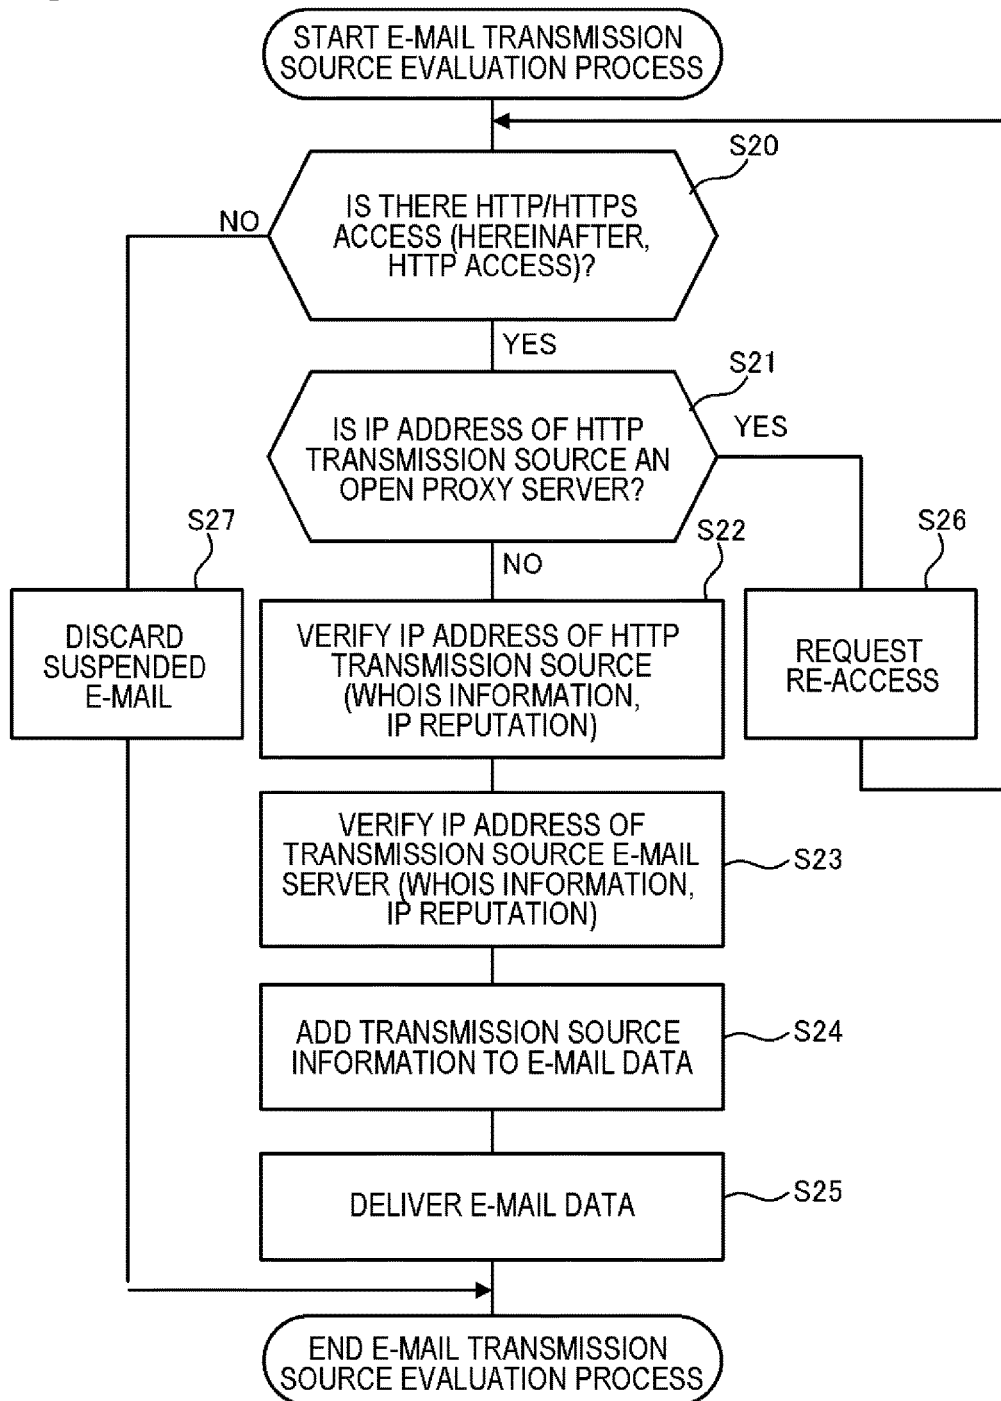 START E-MAIL TRANSMISSION
SOURCE EVALUATION PROCESS
S20
IS THERE HTTP/HTTPS
ACCESS (HEREINAFTER,
HTTP ACCESS)?
NO
YES
S21
IS IP ADDRESS OF HTTP
TRANSMISSION SOURCE AN
OPEN PROXY SERVER?
YES
NO
S27
DISCARD
SUSPENDED
E-MAIL
S22
VERIFY IP ADDRESS OF HTTP
TRANSMISSION SOURCE
(WHOIS INFORMATION,
IP REPUTATION)
S26
REQUEST
RE-ACCESS
VERIFY IP ADDRESS OF
TRANSMISSION SOURCE E-MAIL
SERVER (WHOIS INFORMATION,
IP REPUTATION)
S23
ADD TRANSMISSION SOURCE
INFORMATION TO E-MAIL DATA
S24
DELIVER E-MAIL DATA
S25
END E-MAIL TRANSMISSION
SOURCE EVALUATION PROCESS